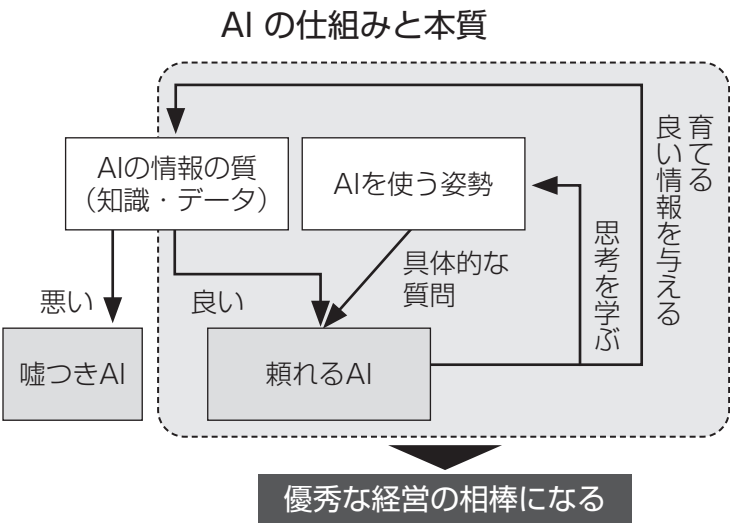 AI の仕組みと本質
AIの情報の質
（知識・データ）
AIを使う姿勢
育てる
良い情報を与える
思考を学ぶ
具体的な
質問
悪い
良い
嘘つきAI
頼れるAI
優秀な経営の相棒になる